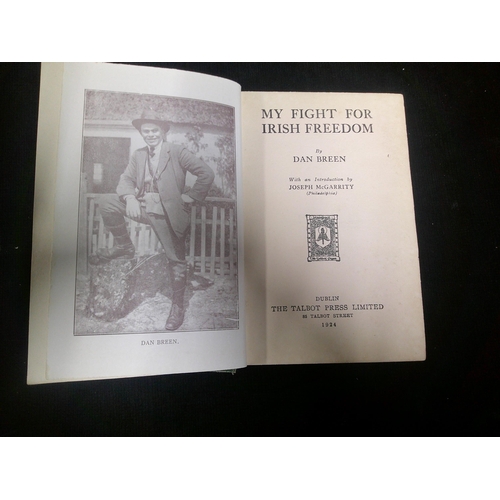 DAN BREEN.
MY FIGHT FOR
IRISH FREEDOM
By
DAN BREEN
With an Introduction by
JOSEPH McGARRITY
(Philadelphia)
DUBLIN
THE TALBOT PRESS LIMITED
TALBOT STREET
1924